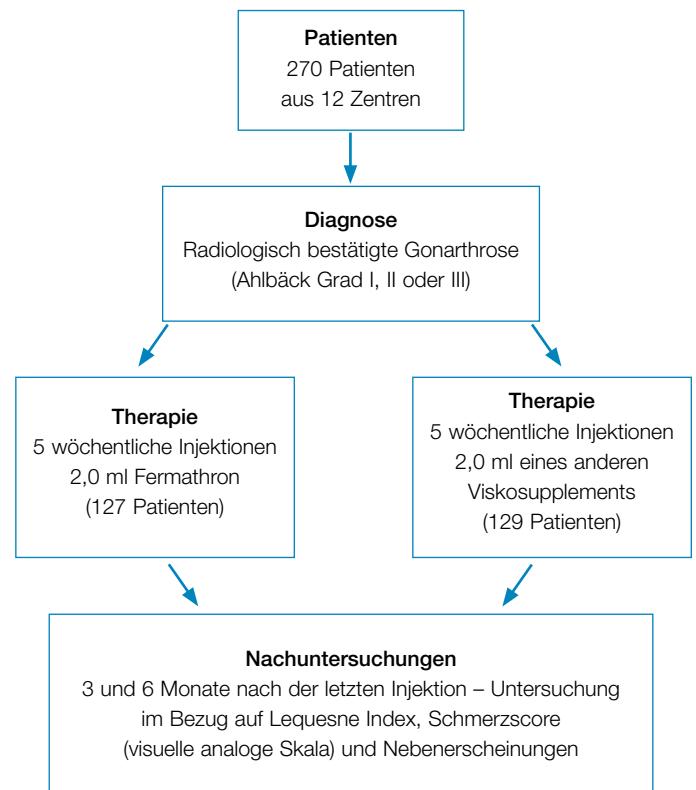 Patienten
270 Patienten
aus 12 Zentren
Diagnose
Radiologisch bestätigte Gonarthrose
(Ahlbäck Grad I, II oder III)
Therapie
5 wöchentliche Injektionen
2,0 ml Fermathron
(127 Patienten)
Therapie
5 wöchentliche Injektionen
2,0 ml eines anderen
Viskosupplements
(129 Patienten)
Nachuntersuchungen
3 und 6 Monate nach der letzten Injektion – Untersuchung
im Bezug auf Lequesne Index, Schmerzscore
(visuelle analoge Skala) und Nebenerscheinungen